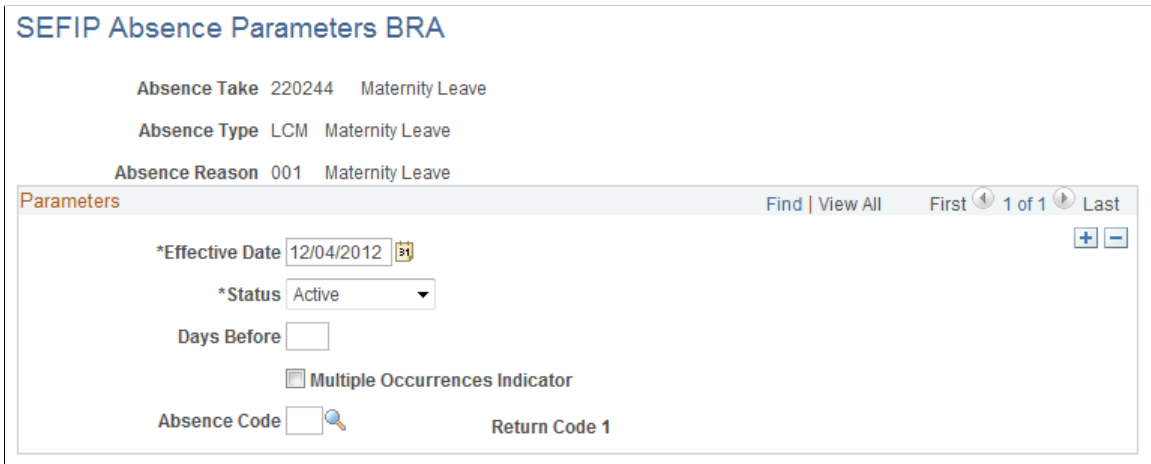 SEFIP Absence Parameters BRA
Absence Take 220244 Maternity Leave
Absence Type LCM Maternity Leave
Absence Reason 001 Maternity Leave
Parameters Find | View All First 1 of 1 Last
*Effective Date 12/04/2012 31
*Status Active
Days Before
Multiple Occurrences Indicator
Absence Code Return Code 1